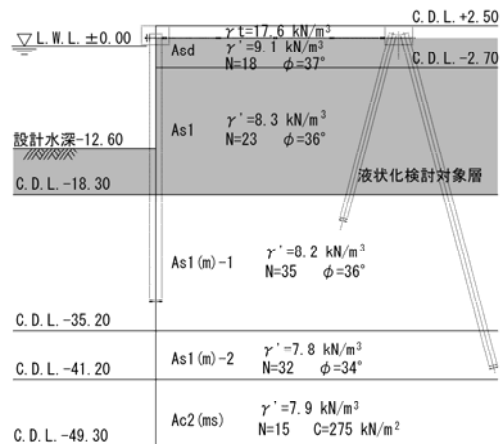 C.D.L.+2.50
γt=17.6 kN/m³
▽ L.W.L. ±0.00
Asd
γ'=9.1 kN/m³
N=18 φ=37°
C.D.L.-2.70
As1
γ'=8.3 kN/m³
N=23 φ=36°
設計水深-12.60
液状化検討対象層
C.D.L.-18.30
As1(m)-1
γ'=8.2 kN/m³
N=35 φ=36°
C.D.L.-35.20
As1(m)-2
γ'=7.8 kN/m³
N=32 φ=34°
C.D.L.-41.20
Ac2(ms)
γ'=7.9 kN/m³
N=15 C=275 kN/m²
C.D.L.-49.30